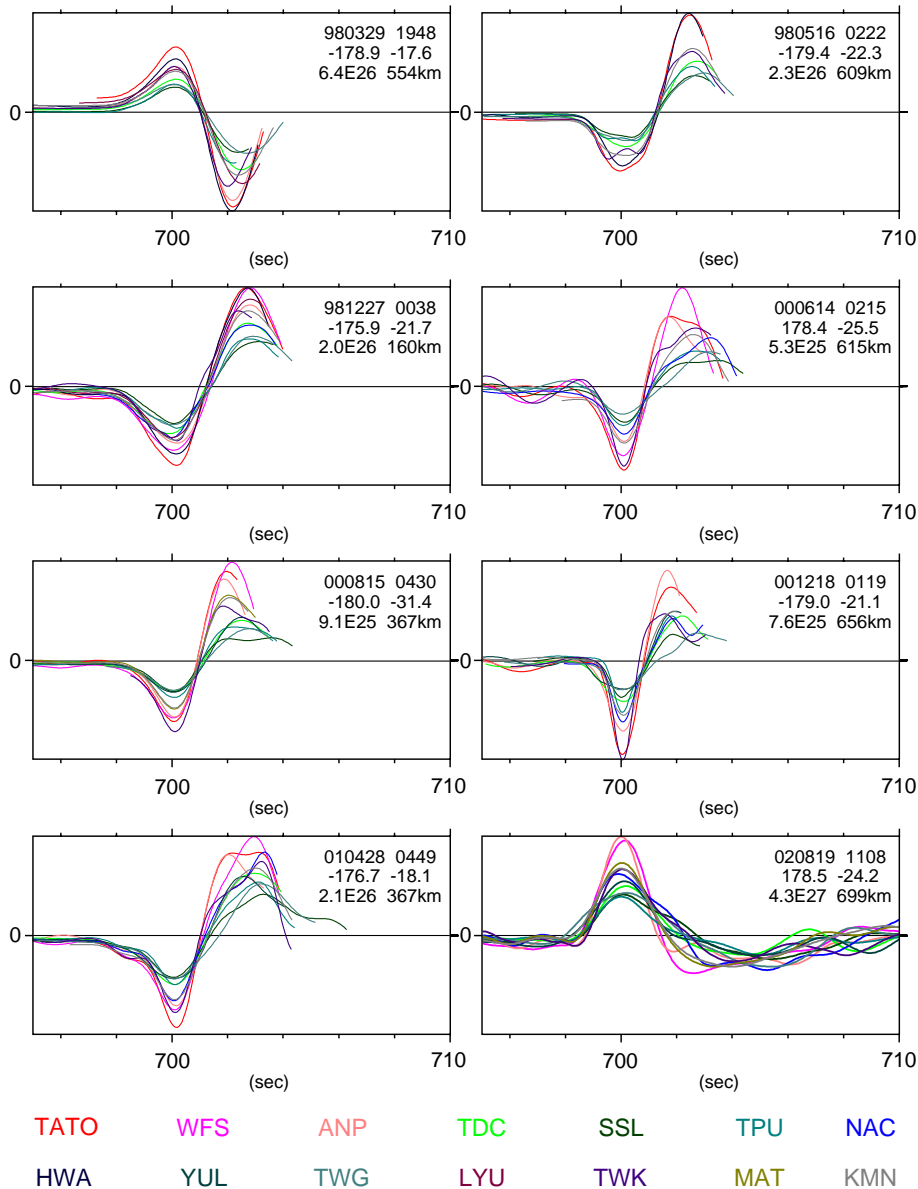 980329 1948
-178.9 -17.6
6.4E26 554km
0
700
710
(sec)
980516 0222
-179.4 -22.3
2.3E26 609km
0
700
710
(sec)
981227 0038
-175.9 -21.7
2.0E26 160km
0
700
710
(sec)
000614 0215
178.4 -25.5
5.3E25 615km
0
700
710
(sec)
000815 0430
-180.0 -31.4
9.1E25 367km
0
700
710
(sec)
001218 0119
-179.0 -21.1
7.6E25 656km
0
700
710
(sec)
010428 0449
-176.7 -18.1
2.1E26 367km
0
700
710
(sec)
020819 1108
178.5 -24.2
4.3E27 699km
0
700
710
(sec)
TATO WFS ANP TDC SSL TPU NAC
HWA YUL TWG LYU TWK MAT KMN